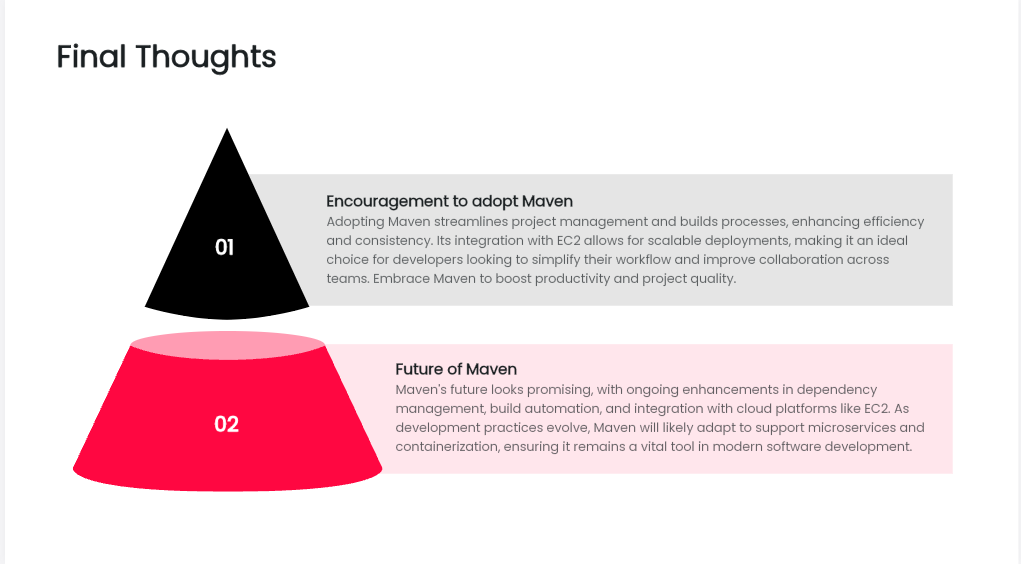 Final Thoughts
01
Encouragement to adopt Maven
Adopting Maven streamlines project management and builds processes, enhancing efficiency
and consistency. Its integration with EC2 allows for scalable deployments, making it an ideal
choice for developers looking to simplify their workflow and improve collaboration across
teams. Embrace Maven to boost productivity and project quality.
02
Future of Maven
Maven's future looks promising, with ongoing enhancements in dependency
management, build automation, and integration with cloud platforms like EC2. As
development practices evolve, Maven will likely adapt to support microservices and
containerization, ensuring it remains a vital tool in modern software development.